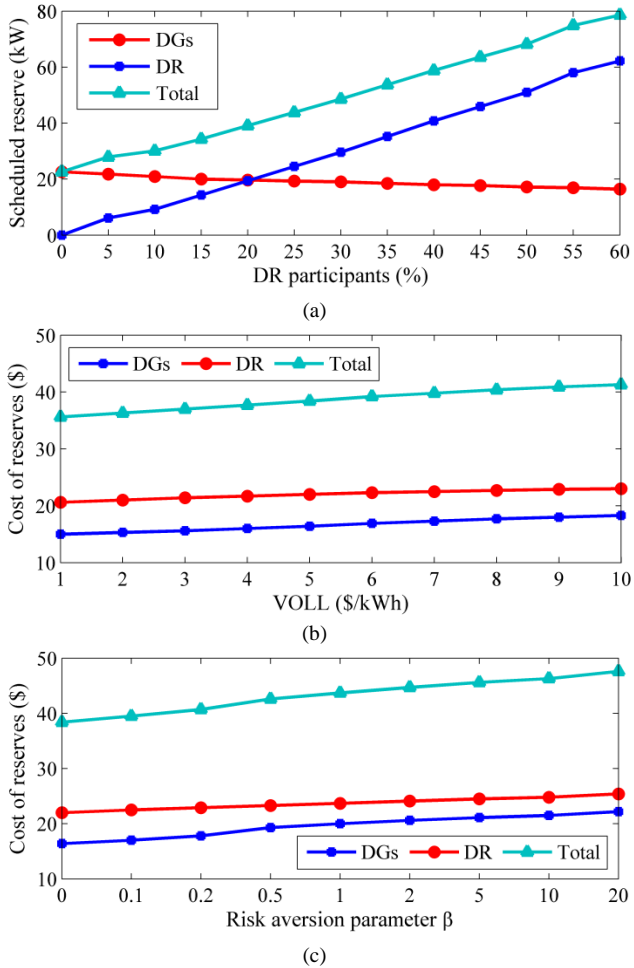 80
60
40
20
0
Scheduled reserve (kW)
DGs
DR
Total
0 5 10 15 20 25 30 35 40 45 50 55 60
DR participants (%)
(a)
50
40
30
20
10
Cost of reserves ($)
DGs DR Total
1 2 3 4 5 6 7 8 9 10
VOLL ($/kWh)
(b)
50
40
30
20
10
Cost of reserves ($)
DGs DR Total
0 0.1 0.2 0.5 1 2 5 10 20
Risk aversion parameter β
(c)